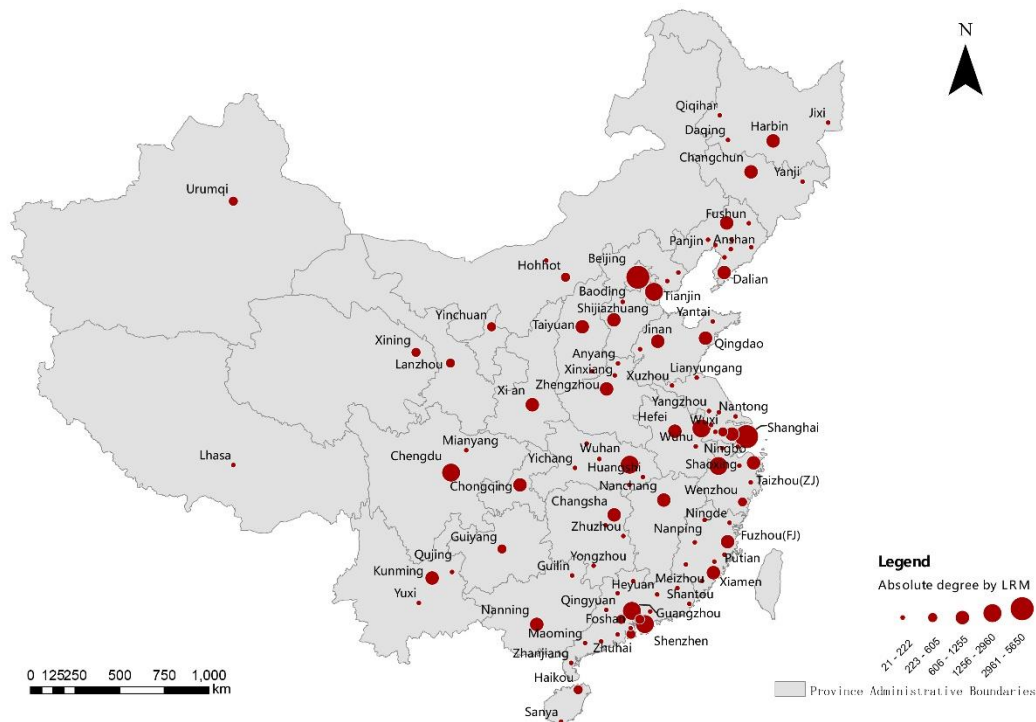 N
Qiqihar
Jixi
Daqing
Harbin
Changchun
Yanji
Urumqi
Fushun
Panjin
Anshan
Beijing
Hohhot
Dalian
Baoding
Tianjin
Shijiazhuang
Yantai
Yinchuan
Taiyuan
Jinan
Qingdao
Xining
Lanzhou
Anyang
Xinxiang
Xuzhou
Lianyungang
Zhengzhou
Xi an
Yangzhou
Nantong
Hefei
Wuxi
Shanghai
Wuhu
Mianyang
Wuhan
Ningbo
Lhasa
Chengdu
Yichang
Huangshi
Shaoxing
Chongqing
Nanchang
Taizhou(ZJ)
Changsha
Wenzhou
Zhuzhou
Ningde
Guiyang
Nanping
Fuzhou(FJ)
Qujing
Yongzhou
Putian
Kunming
Guilin
Heyuan
Meizhou
Xiamen
Yuxi
Qingyuan
Shantou
Nanning
Foshan
Guangzhou
Maoming
Shenzhen
Zhanjiang
Zhuhai
Haikou
Sanya
Legend
Absolute degree by LRM
21 - 222
223 - 605
606 - 1255
1256 - 2960
2961 - 5650
Province Administrative Boundaries
0 125 250 500 750 1,000
km